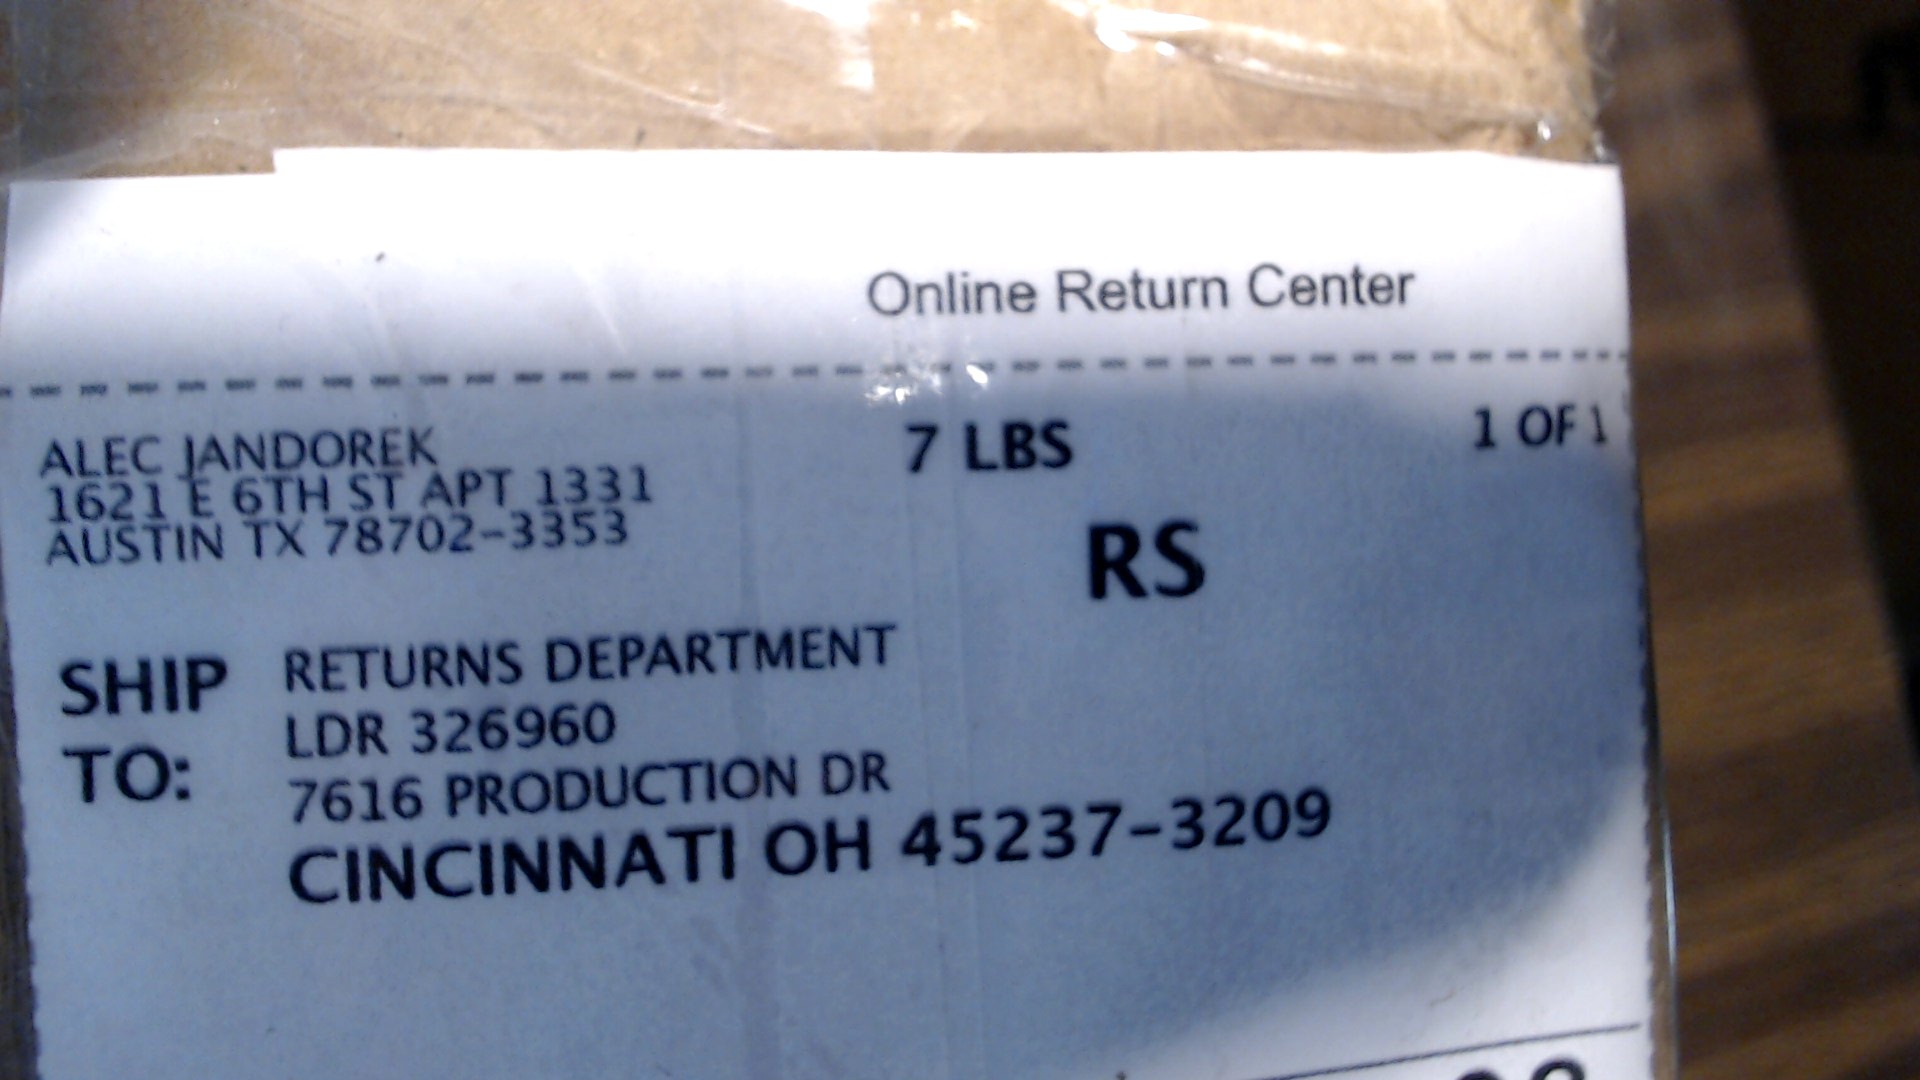 Online Return Center
ALEC JANDOREK
7 LBS
1 OF 1
1621 E 6TH ST APT 1331
AUSTIN TX 78702-3353
RS
SHIP TO:
RETURNS DEPARTMENT
LDR 326960
7616 PRODUCTION DR
CINCINNATI OH 45237-3209